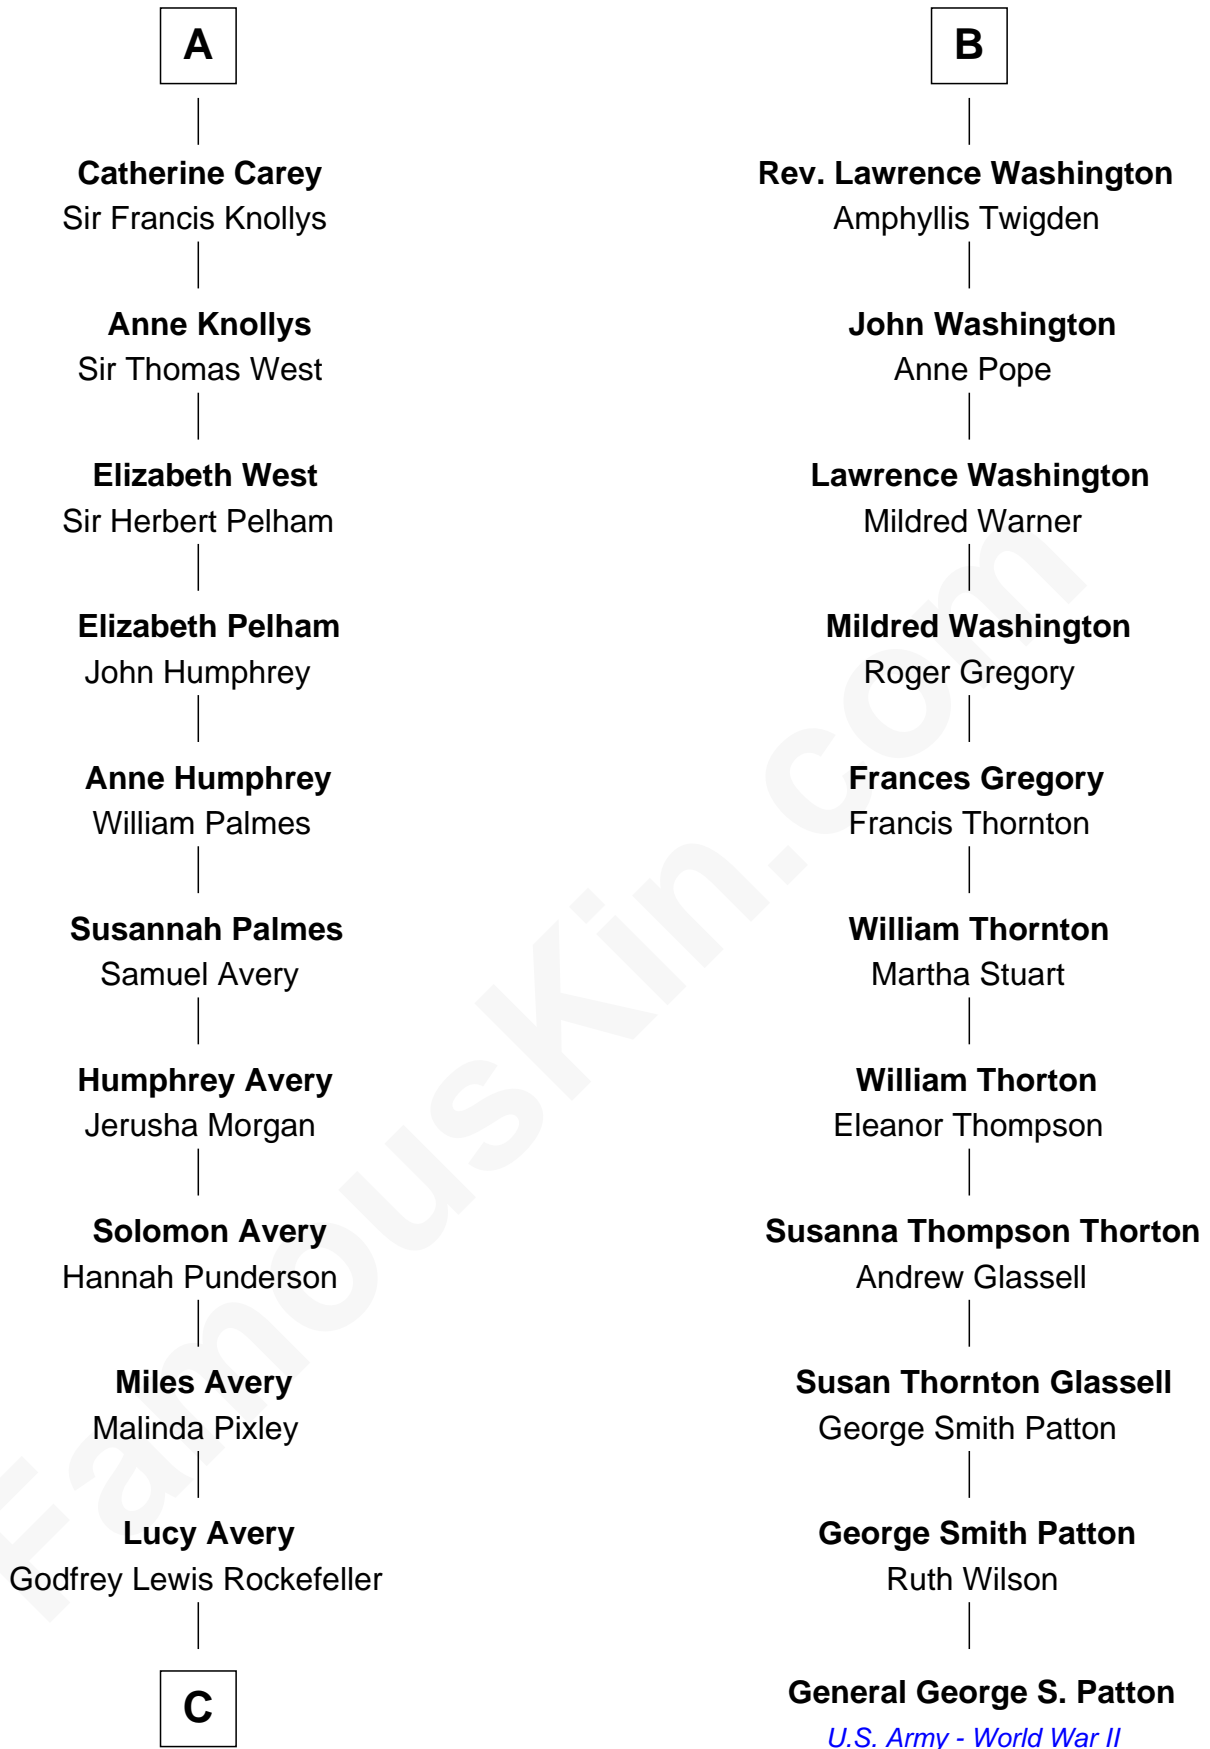 A
Catherine Carey
Sir Francis Knollys
Anne Knollys
Sir Thomas West
Elizabeth West
Sir Herbert Pelham
Elizabeth Pelham
John Humphrey
Anne Humphrey
William Palmes
Susannah Palmes
Samuel Avery
Humphrey Avery
Jerusha Morgan
Solomon Avery
Hannah Punderson
Miles Avery
Malinda Pixley
Lucy Avery
Godfrey Lewis Rockefeller
C
B
Rev. Lawrence Washington
Amphyllis Twigden
John Washington
Anne Pope
Lawrence Washington
Mildred Warner
Mildred Washington
Roger Gregory
Frances Gregory
Francis Thornton
William Thornton
Martha Stuart
William Thorton
Eleanor Thompson
Susanna Thompson Thorton
Andrew Glassell
Susan Thornton Glassell
George Smith Patton
George Smith Patton
Ruth Wilson
General George S. Patton
U.S. Army - World War II
FamousKin.com